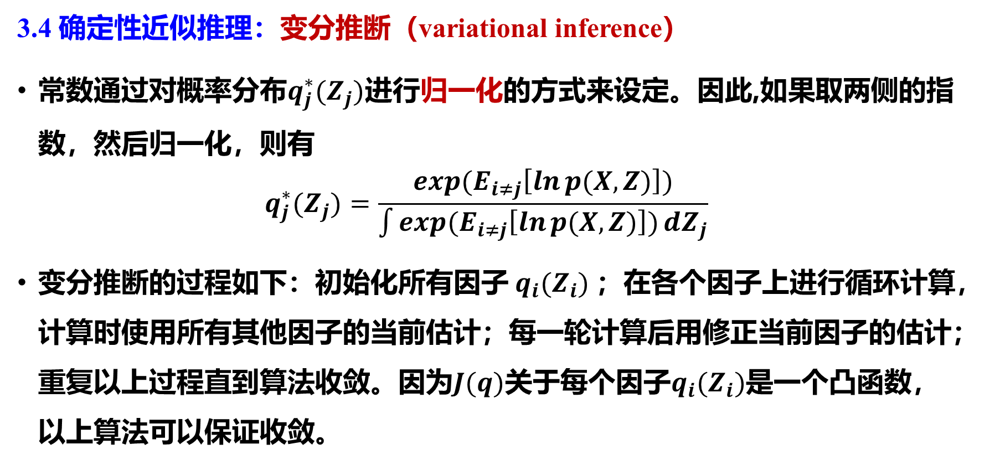 3.4 确定性近似推理：变分推断（variational inference）
• 常数通过对概率分布q_j^*(Z_j)进行归一化的方式来设定。因此,如果取两侧的指
数，然后归一化，则有
q_j^*(Z_j) = \frac{exp(E_{i≠j}[ln p(X, Z)])}{∫ exp(E_{i≠j}[ln p(X, Z)]) dZ_j}
• 变分推断的过程如下：初始化所有因子 q_i(Z_i) ；在各个因子上进行循环计算，
计算时使用所有其他因子的当前估计；每一轮计算后用修正当前因子的估计；
重复以上过程直到算法收敛。因为J(q)关于每个因子q_i(Z_i)是一个凸函数，
以上算法可以保证收敛。